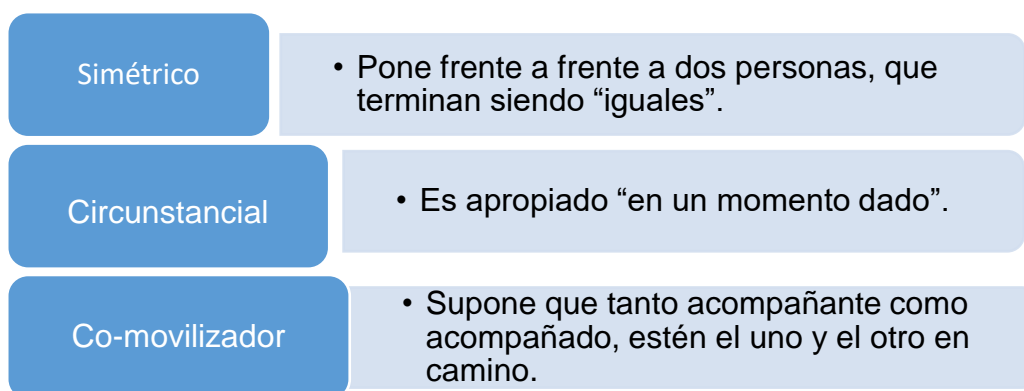 Simétrico
• Pone frente a frente a dos personas, que
terminan siendo “iguales”.
Circunstancial
• Es apropiado “en un momento dado”.
Co-movilizador
• Supone que tanto acompañante como
acompañado, estén el uno y el otro en
camino.